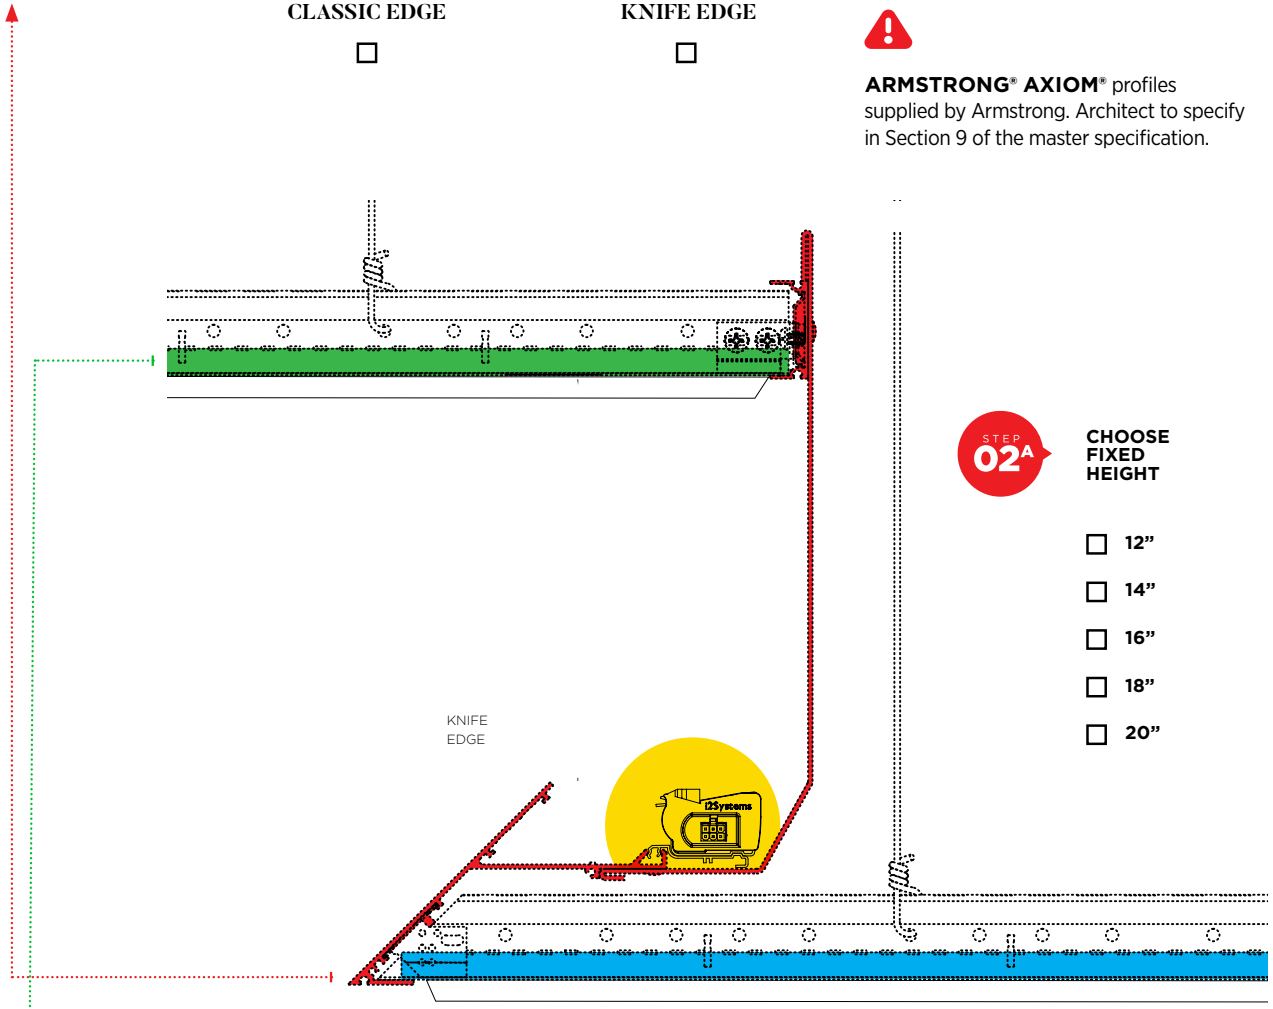 CLASSIC EDGE
KNIFE EDGE
ARMSTRONG® AXIOM® profiles
supplied by Armstrong. Architect to specify
in Section 9 of the master specification.
STEP
02A
CHOOSE
FIXED
HEIGHT
12”
14”
16”
18”
20”
KNIFE
EDGE
i2Systems